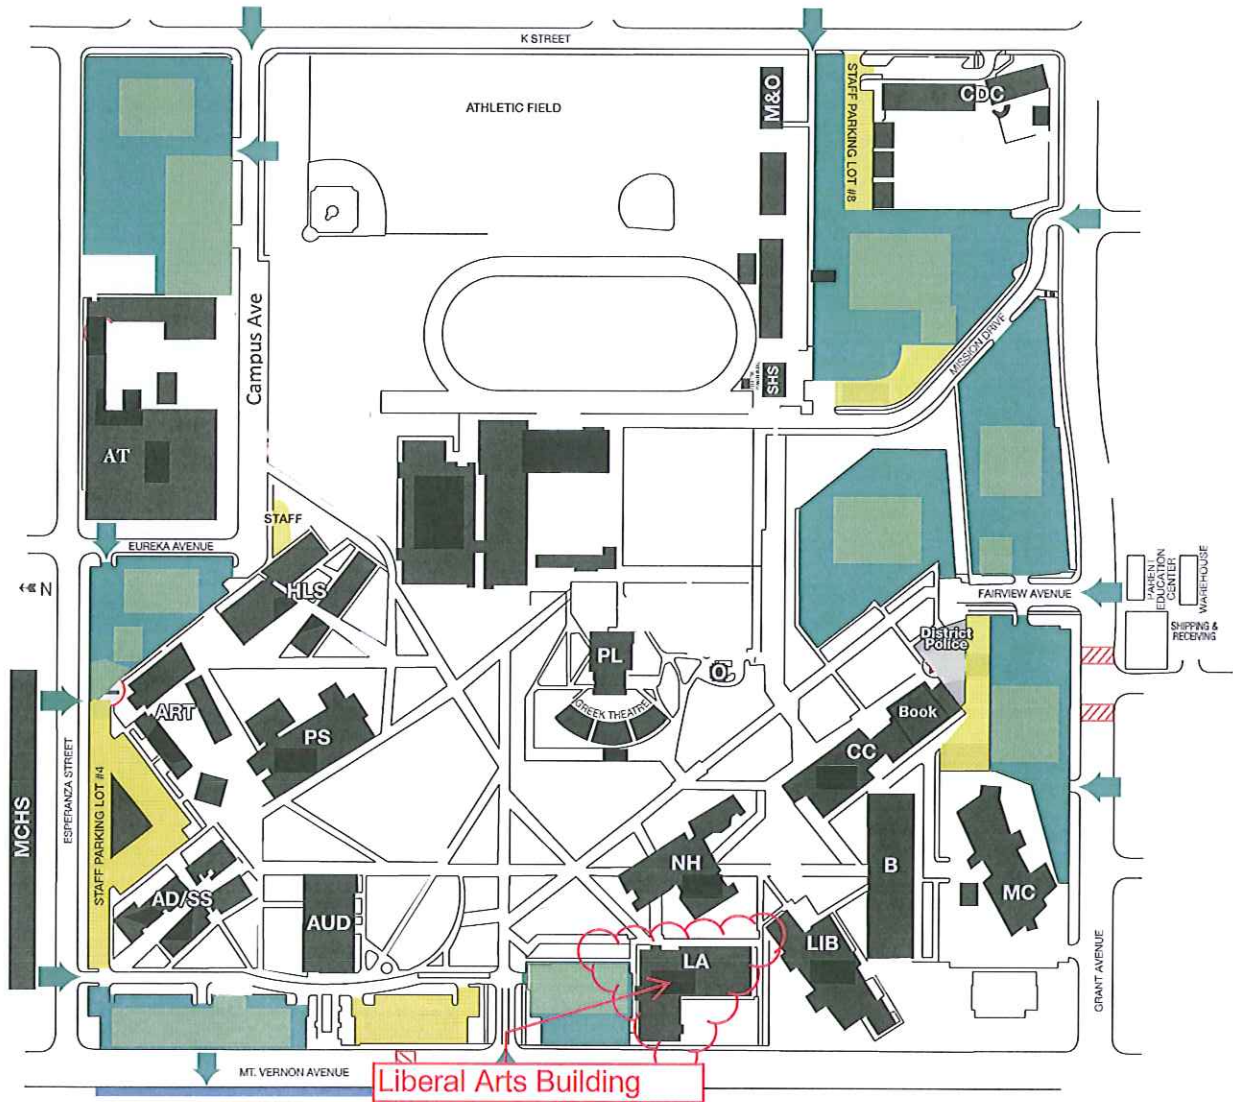 K STREET
ATHLETIC FIELD
M&O
STAFF PARKING LOT #8
CDC
Campus Ave
MISSION DRIVE
SHS
AT
STAFF
EUREKA AVENUE
N
HLS
FAIRVIEW AVENUE
PARENT
EDUCATION
CENTER
WAREHOUSE
SHIPPING &
RECEIVING
District
Police
PL
GREEK THEATRE
ART
PS
Book
CC
MCHS
ESPERANZA STREET
STAFF PARKING LOT #4
NH
B
MC
AD/SS
AUD
LA
LIB
GRANT AVENUE
MT. VERNON AVENUE
Liberal Arts Building